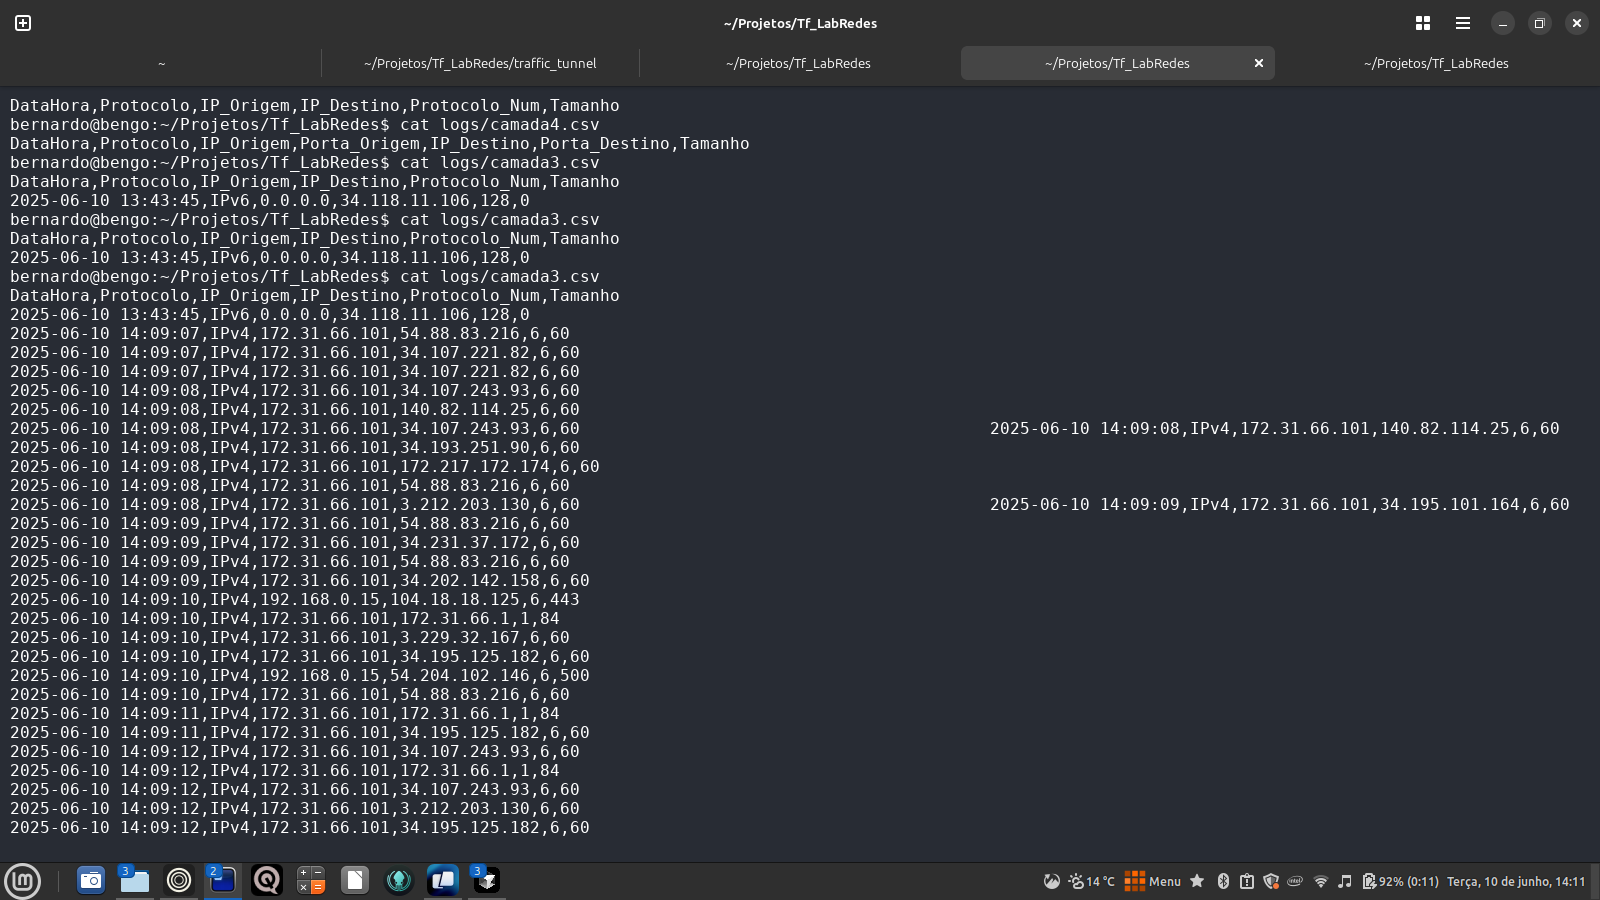 ~/Projetos/Tf_LabRedes
~
~/Projetos/Tf_LabRedes/traffic_tunnel
~/Projetos/Tf_LabRedes
~/Projetos/Tf_LabRedes
~/Projetos/Tf_LabRedes
DataHora,Protocolo,IP_Origem,IP_Destino,Protocolo_Num,Tamanho
bernardo@bengo:~/Projetos/Tf_LabRedes$ cat logs/camada4.csv
DataHora,Protocolo,IP_Origem,Porta_Origem,IP_Destino,Porta_Destino,Tamanho
bernardo@bengo:~/Projetos/Tf_LabRedes$ cat logs/camada3.csv
DataHora,Protocolo,IP_Origem,IP_Destino,Protocolo_Num,Tamanho
2025-06-10 13:43:45,IPv6,0.0.0.0,34.118.11.106,128,0
bernardo@bengo:~/Projetos/Tf_LabRedes$ cat logs/camada3.csv
DataHora,Protocolo,IP_Origem,IP_Destino,Protocolo_Num,Tamanho
2025-06-10 13:43:45,IPv6,0.0.0.0,34.118.11.106,128,0
bernardo@bengo:~/Projetos/Tf_LabRedes$ cat logs/camada3.csv
DataHora,Protocolo,IP_Origem,IP_Destino,Protocolo_Num,Tamanho
2025-06-10 13:43:45,IPv6,0.0.0.0,34.118.11.106,128,0
2025-06-10 14:09:07,IPv4,172.31.66.101,54.88.83.216,6,60
2025-06-10 14:09:07,IPv4,172.31.66.101,34.107.221.82,6,60
2025-06-10 14:09:07,IPv4,172.31.66.101,34.107.221.82,6,60
2025-06-10 14:09:08,IPv4,172.31.66.101,34.107.243.93,6,60
2025-06-10 14:09:08,IPv4,172.31.66.101,140.82.114.25,6,60
2025-06-10 14:09:08,IPv4,172.31.66.101,34.107.243.93,6,60 2025-06-10 14:09:08,IPv4,172.31.66.101,140.82.114.25,6,60
2025-06-10 14:09:08,IPv4,172.31.66.101,34.193.251.90,6,60
2025-06-10 14:09:08,IPv4,172.31.66.101,172.217.172.174,6,60
2025-06-10 14:09:08,IPv4,172.31.66.101,54.88.83.216,6,60
2025-06-10 14:09:08,IPv4,172.31.66.101,3.212.203.130,6,60 2025-06-10 14:09:09,IPv4,172.31.66.101,34.195.101.164,6,60
2025-06-10 14:09:09,IPv4,172.31.66.101,54.88.83.216,6,60
2025-06-10 14:09:09,IPv4,172.31.66.101,34.231.37.172,6,60
2025-06-10 14:09:09,IPv4,172.31.66.101,54.88.83.216,6,60
2025-06-10 14:09:09,IPv4,172.31.66.101,34.202.142.158,6,60
2025-06-10 14:09:10,IPv4,192.168.0.15,104.18.18.125,6,443
2025-06-10 14:09:10,IPv4,172.31.66.101,172.31.66.1,1,84
2025-06-10 14:09:10,IPv4,172.31.66.101,3.229.32.167,6,60
2025-06-10 14:09:10,IPv4,172.31.66.101,34.195.125.182,6,60
2025-06-10 14:09:10,IPv4,192.168.0.15,54.204.102.146,6,500
2025-06-10 14:09:10,IPv4,172.31.66.101,54.88.83.216,6,60
2025-06-10 14:09:11,IPv4,172.31.66.101,172.31.66.1,1,84
2025-06-10 14:09:11,IPv4,172.31.66.101,34.195.125.182,6,60
2025-06-10 14:09:12,IPv4,172.31.66.101,34.107.243.93,6,60
2025-06-10 14:09:12,IPv4,172.31.66.101,172.31.66.1,1,84
2025-06-10 14:09:12,IPv4,172.31.66.101,34.107.243.93,6,60
2025-06-10 14:09:12,IPv4,172.31.66.101,3.212.203.130,6,60
2025-06-10 14:09:12,IPv4,172.31.66.101,34.195.125.182,6,60
3 2 3 14 °C Menu 92% (0:11) Terça, 10 de junho, 14:11